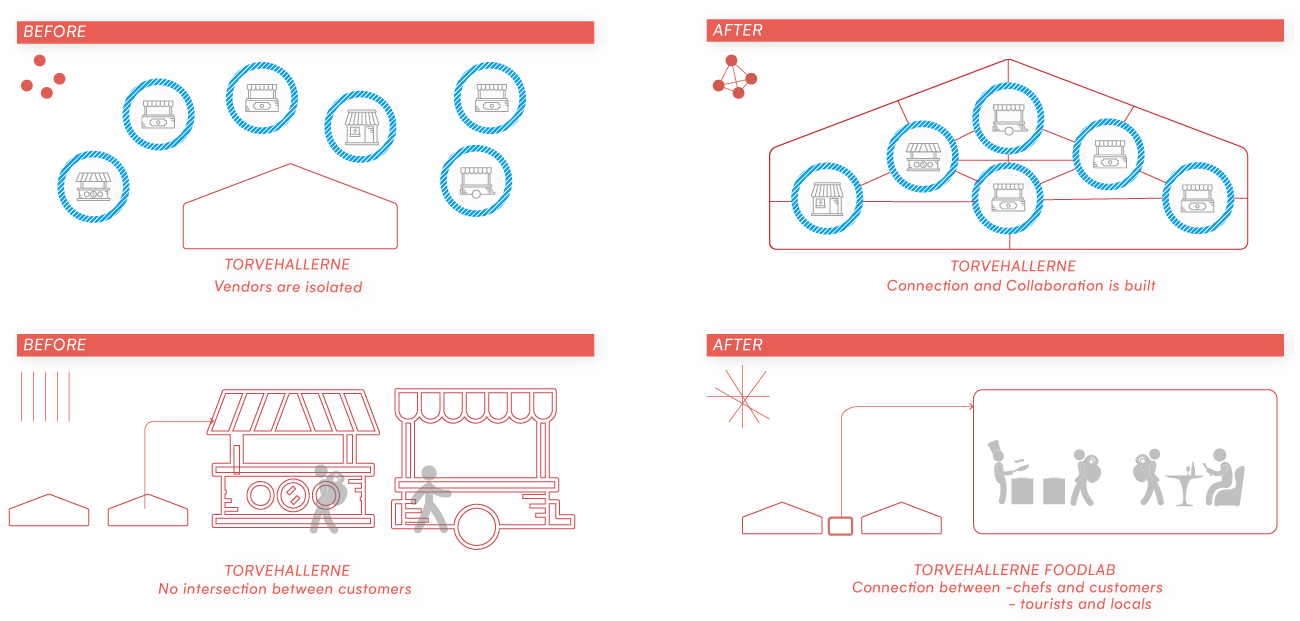 BEFORE
TORVEHALLERNE
Vendors are isolated
AFTER
TORVEHALLERNE
Connection and Collaboration is built
BEFORE
TORVEHALLERNE
No intersection between customers
AFTER
TORVEHALLERNE FOODLAB
Connection between -chefs and customers
- tourists and locals